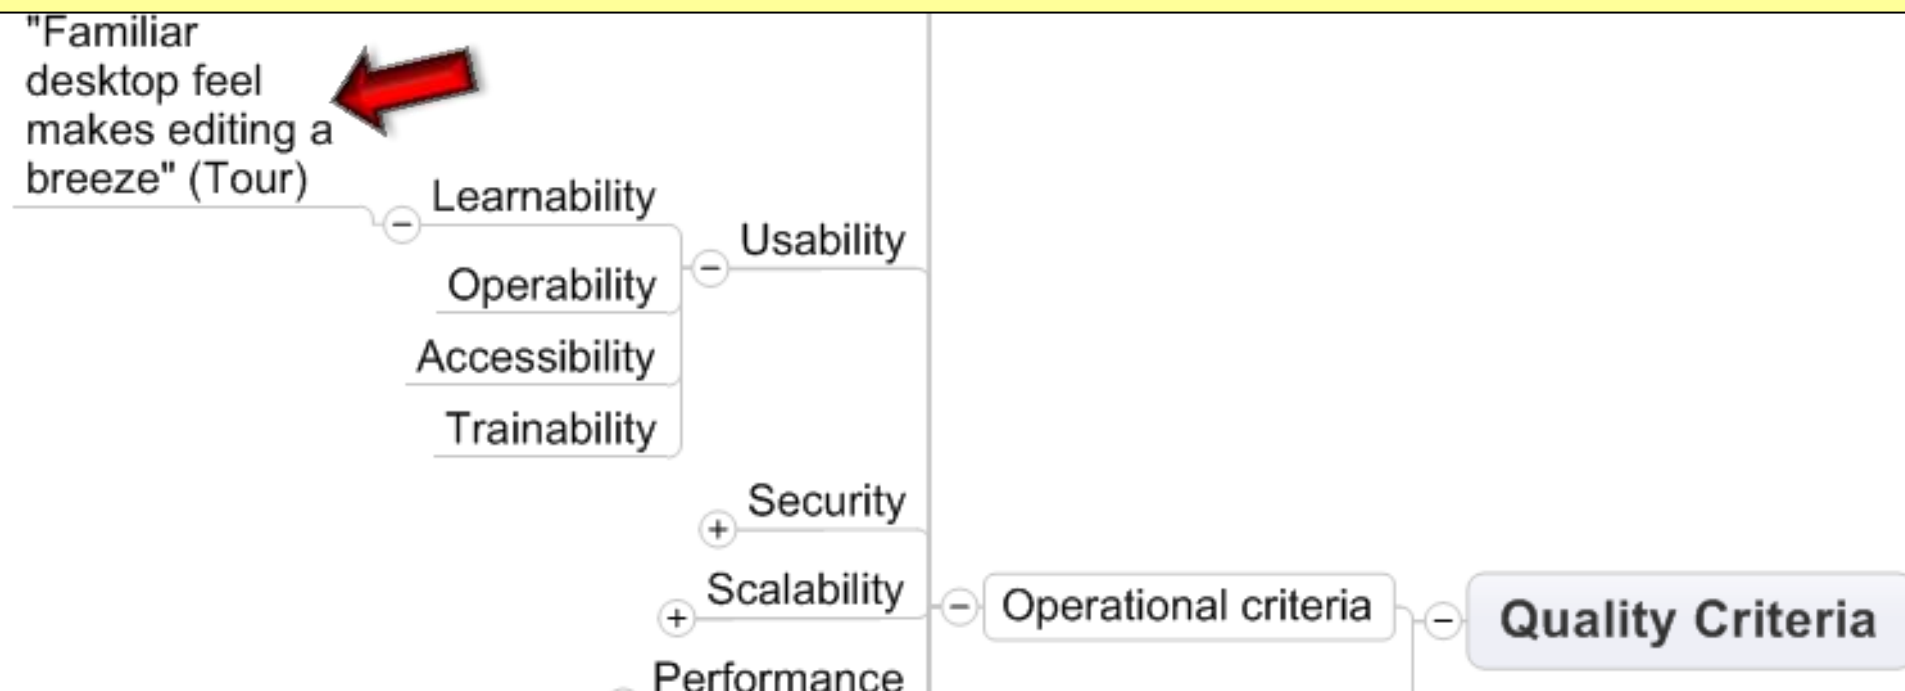 "Familiar
desktop feel
makes editing a
breeze" (Tour)
Learnability
Usability
Operability
Accessibility
Trainability
Security
Scalability
Operational criteria
Quality Criteria
Performance